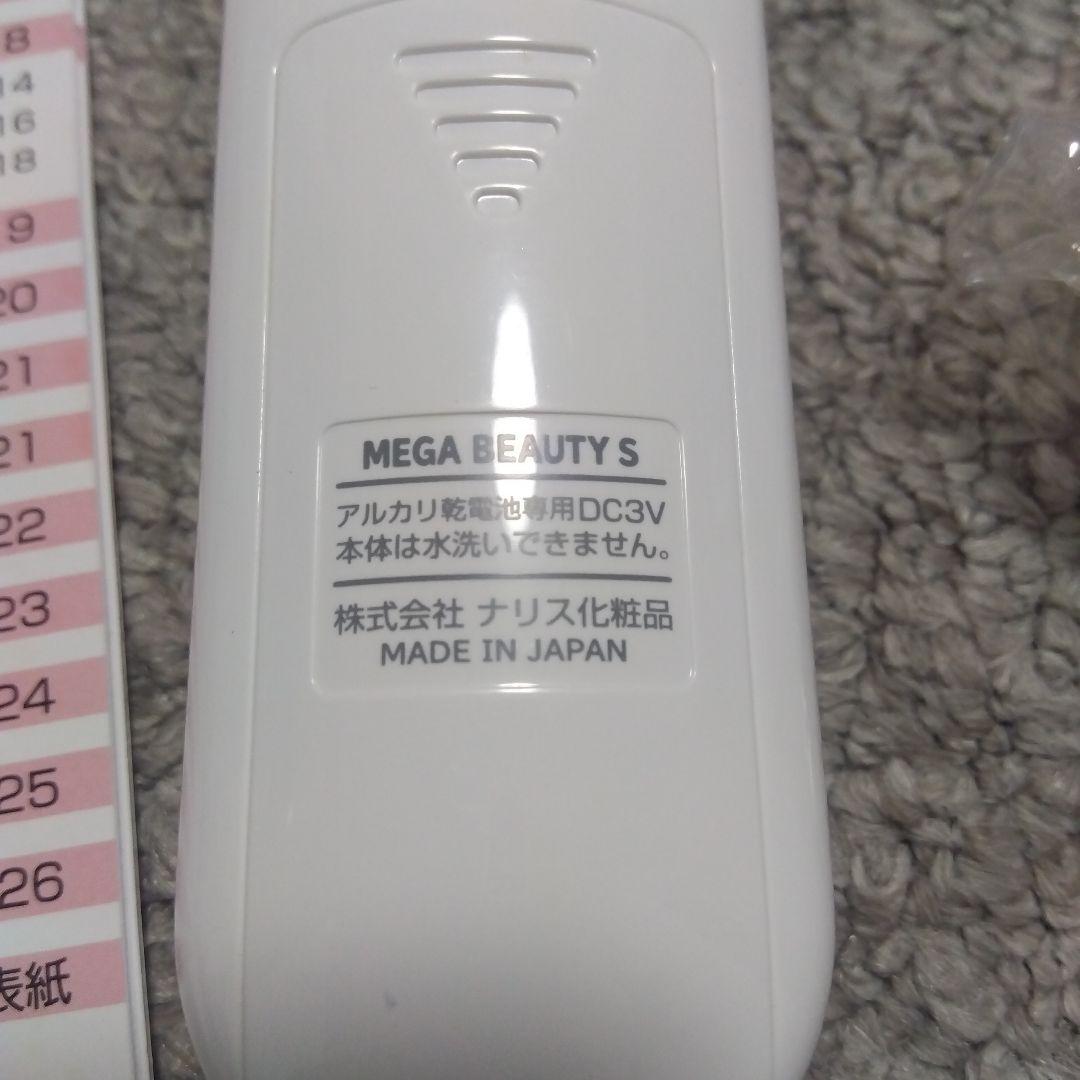 8
14
16
18
9
20
21
21
22
23
24
25
26
表紙
MEGA BEAUTY S
アルカリ乾電池専用DC3V
本体は水洗いできません。
株式会社 ナリス化粧品
MADE IN JAPAN